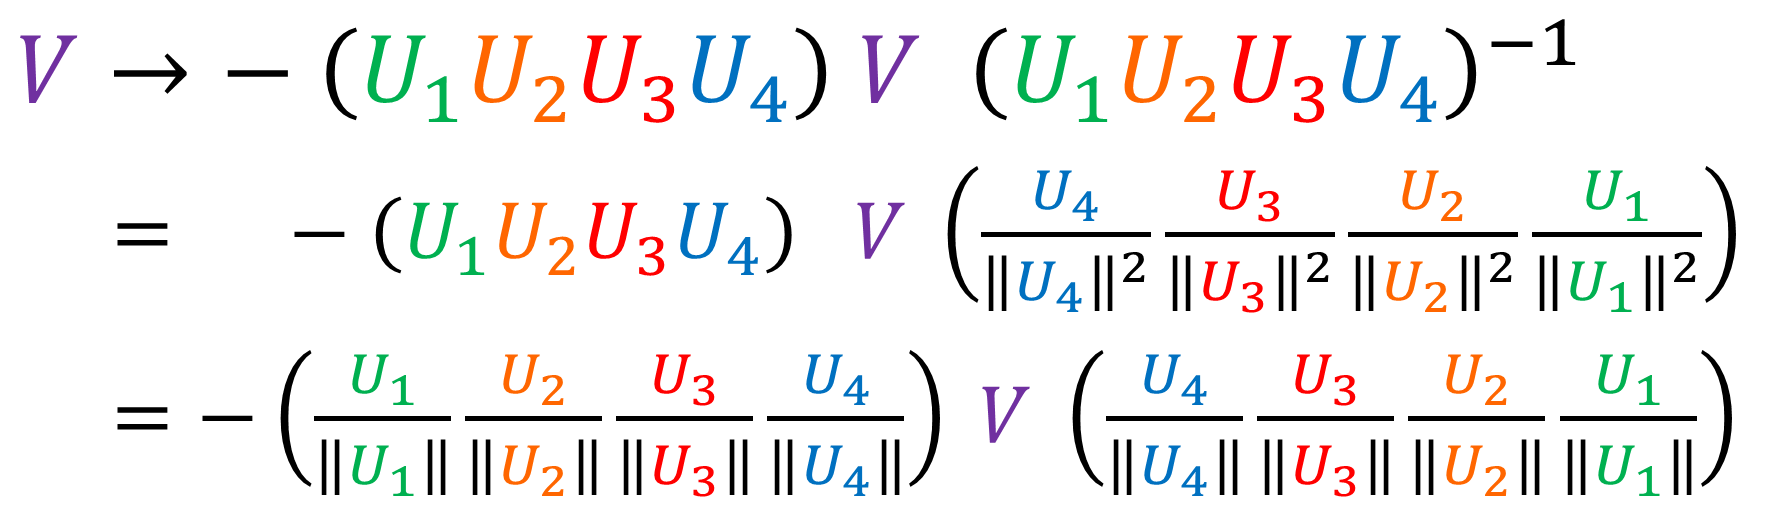 V → − (U₁U₂U₃U₄) V (U₁U₂U₃U₄)⁻¹
= − (U₁U₂U₃U₄) V (U₄/‖U₄‖² U₃/‖U₃‖² U₂/‖U₂‖² U₁/‖U₁‖²)
= − (U₁/‖U₁‖ U₂/‖U₂‖ U₃/‖U₃‖ U₄/‖U₄‖) V (U₄/‖U₄‖ U₃/‖U₃‖ U₂/‖U₂‖ U₁/‖U₁‖)